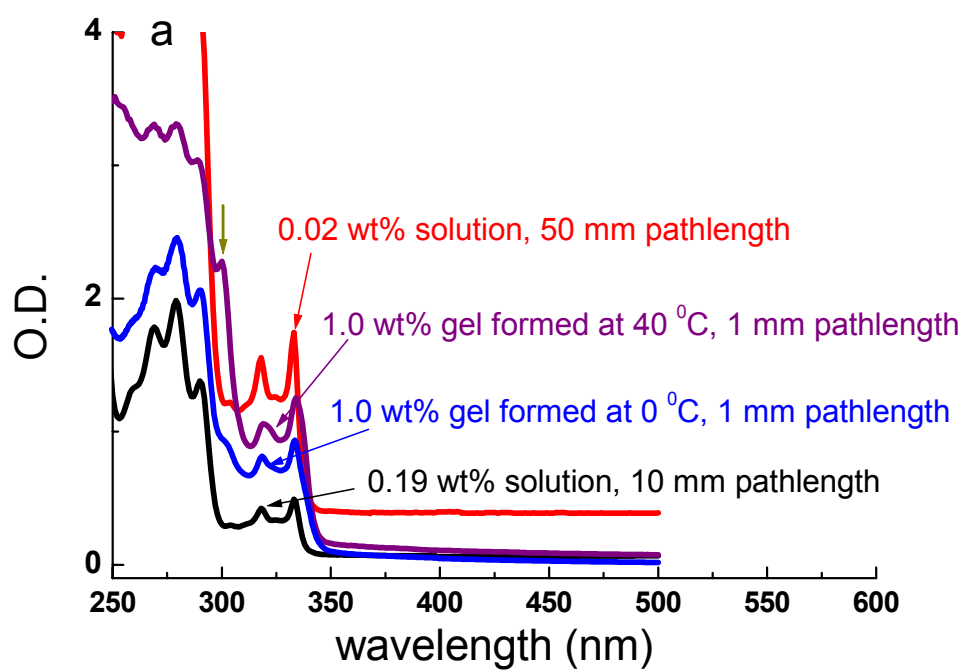 a
4
2
0
O.D.
0.02 wt% solution, 50 mm pathlength
1.0 wt% gel formed at 40 ⁰C, 1 mm pathlength
1.0 wt% gel formed at 0 ⁰C, 1 mm pathlength
0.19 wt% solution, 10 mm pathlength
250 300 350 400 450 500 550 600
wavelength (nm)